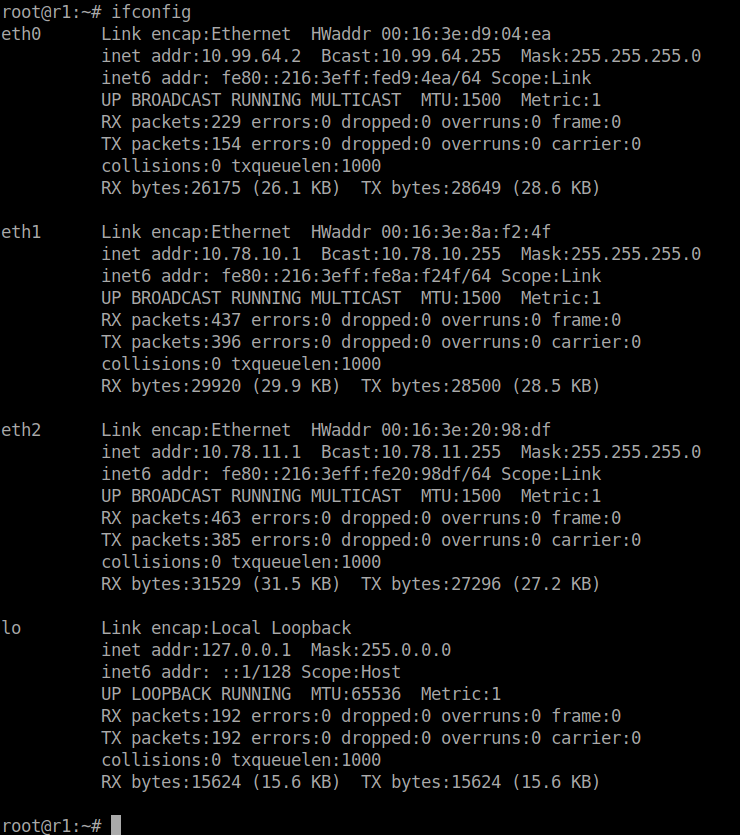 root@r1:~# ifconfig
eth0      Link encap:Ethernet  HWaddr 00:16:3e:d9:04:ea
          inet addr:10.99.64.2  Bcast:10.99.64.255  Mask:255.255.255.0
          inet6 addr: fe80::216:3eff:fed9:4ea/64 Scope:Link
          UP BROADCAST RUNNING MULTICAST  MTU:1500  Metric:1
          RX packets:229 errors:0 dropped:0 overruns:0 frame:0
          TX packets:154 errors:0 dropped:0 overruns:0 carrier:0
          collisions:0 txqueuelen:1000
          RX bytes:26175 (26.1 KB)  TX bytes:28649 (28.6 KB)

eth1      Link encap:Ethernet  HWaddr 00:16:3e:8a:f2:4f
          inet addr:10.78.10.1  Bcast:10.78.10.255  Mask:255.255.255.0
          inet6 addr: fe80::216:3eff:fe8a:f24f/64 Scope:Link
          UP BROADCAST RUNNING MULTICAST  MTU:1500  Metric:1
          RX packets:437 errors:0 dropped:0 overruns:0 frame:0
          TX packets:396 errors:0 dropped:0 overruns:0 carrier:0
          collisions:0 txqueuelen:1000
          RX bytes:29920 (29.9 KB)  TX bytes:28500 (28.5 KB)

eth2      Link encap:Ethernet  HWaddr 00:16:3e:20:98:df
          inet addr:10.78.11.1  Bcast:10.78.11.255  Mask:255.255.255.0
          inet6 addr: fe80::216:3eff:fe20:98df/64 Scope:Link
          UP BROADCAST RUNNING MULTICAST  MTU:1500  Metric:1
          RX packets:463 errors:0 dropped:0 overruns:0 frame:0
          TX packets:385 errors:0 dropped:0 overruns:0 carrier:0
          collisions:0 txqueuelen:1000
          RX bytes:31529 (31.5 KB)  TX bytes:27296 (27.2 KB)

lo        Link encap:Local Loopback
          inet addr:127.0.0.1  Mask:255.0.0.0
          inet6 addr: ::1/128 Scope:Host
          UP LOOPBACK RUNNING  MTU:65536  Metric:1
          RX packets:192 errors:0 dropped:0 overruns:0 frame:0
          TX packets:192 errors:0 dropped:0 overruns:0 carrier:0
          collisions:0 txqueuelen:1000
          RX bytes:15624 (15.6 KB)  TX bytes:15624 (15.6 KB)

root@r1:~#